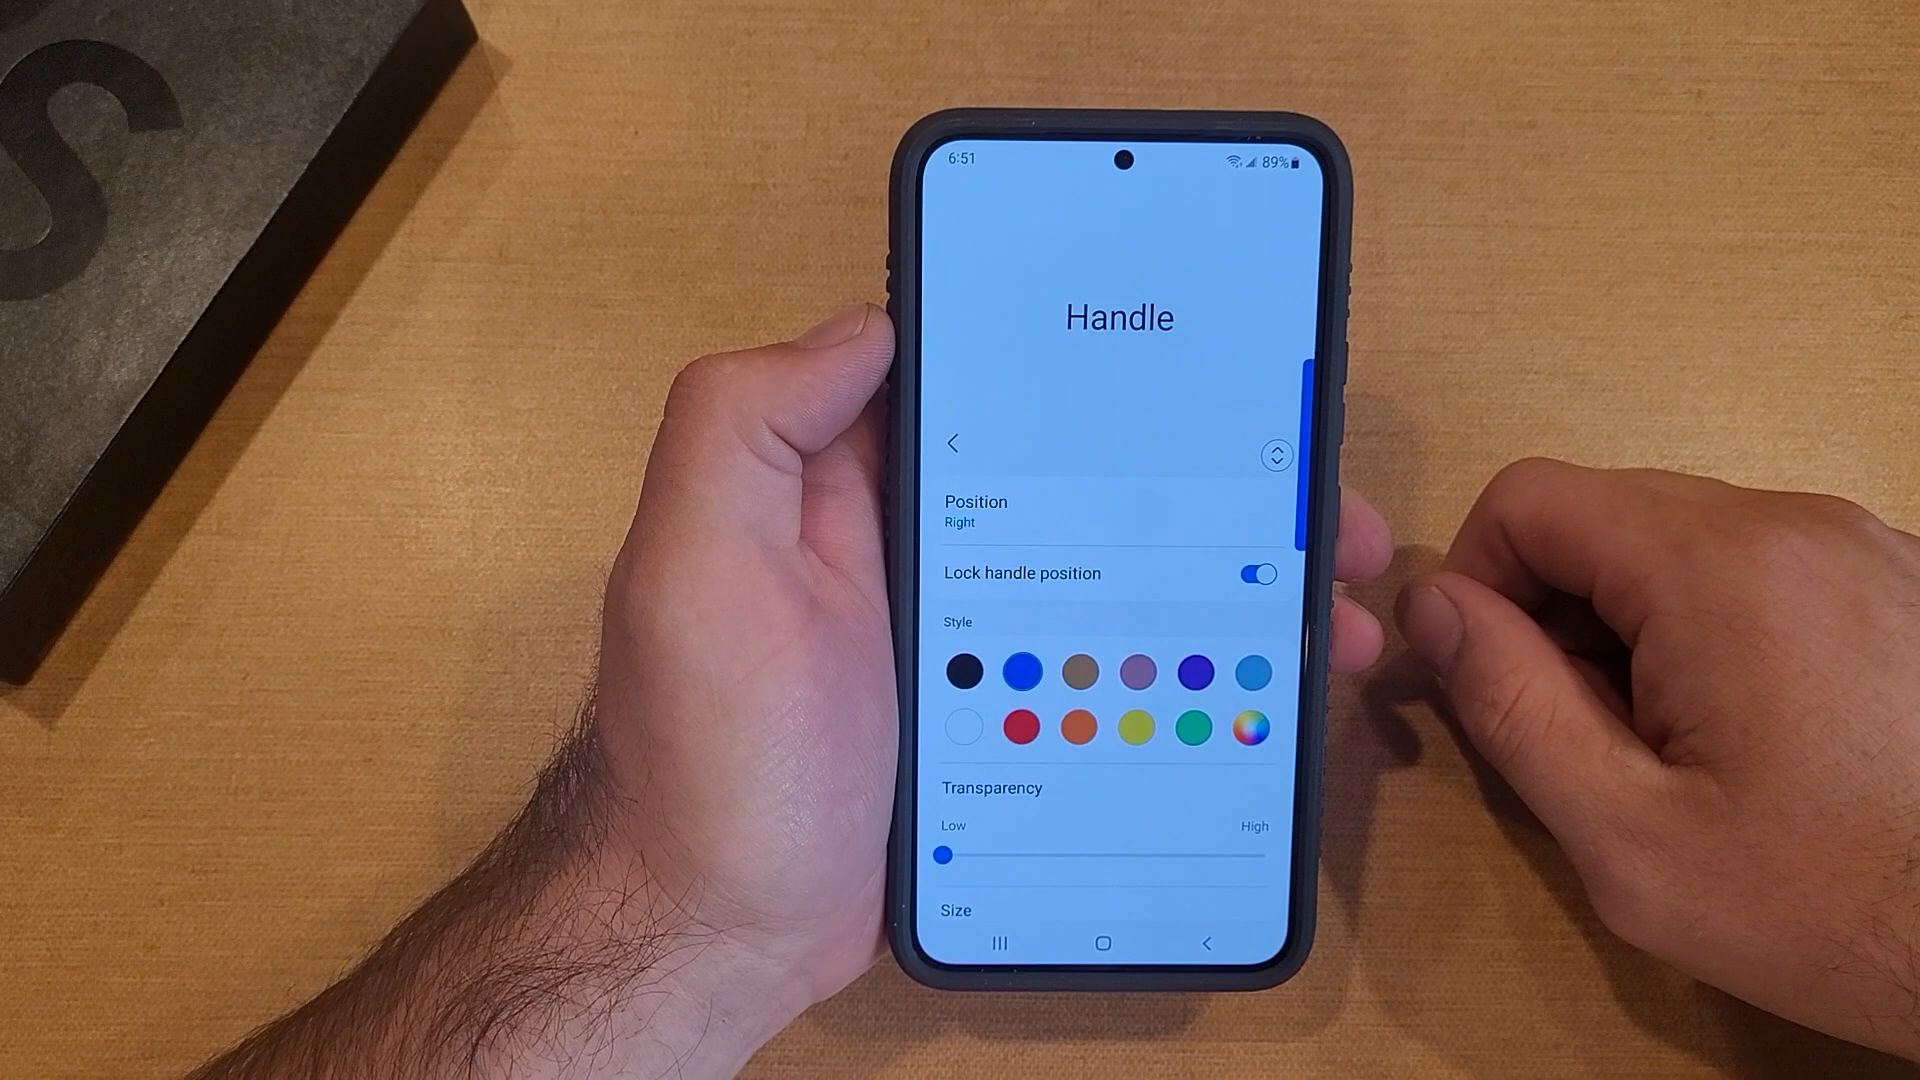 S
6:51
89%
Handle
Position
Right
Lock handle position
Style
Transparency
Low High
Size